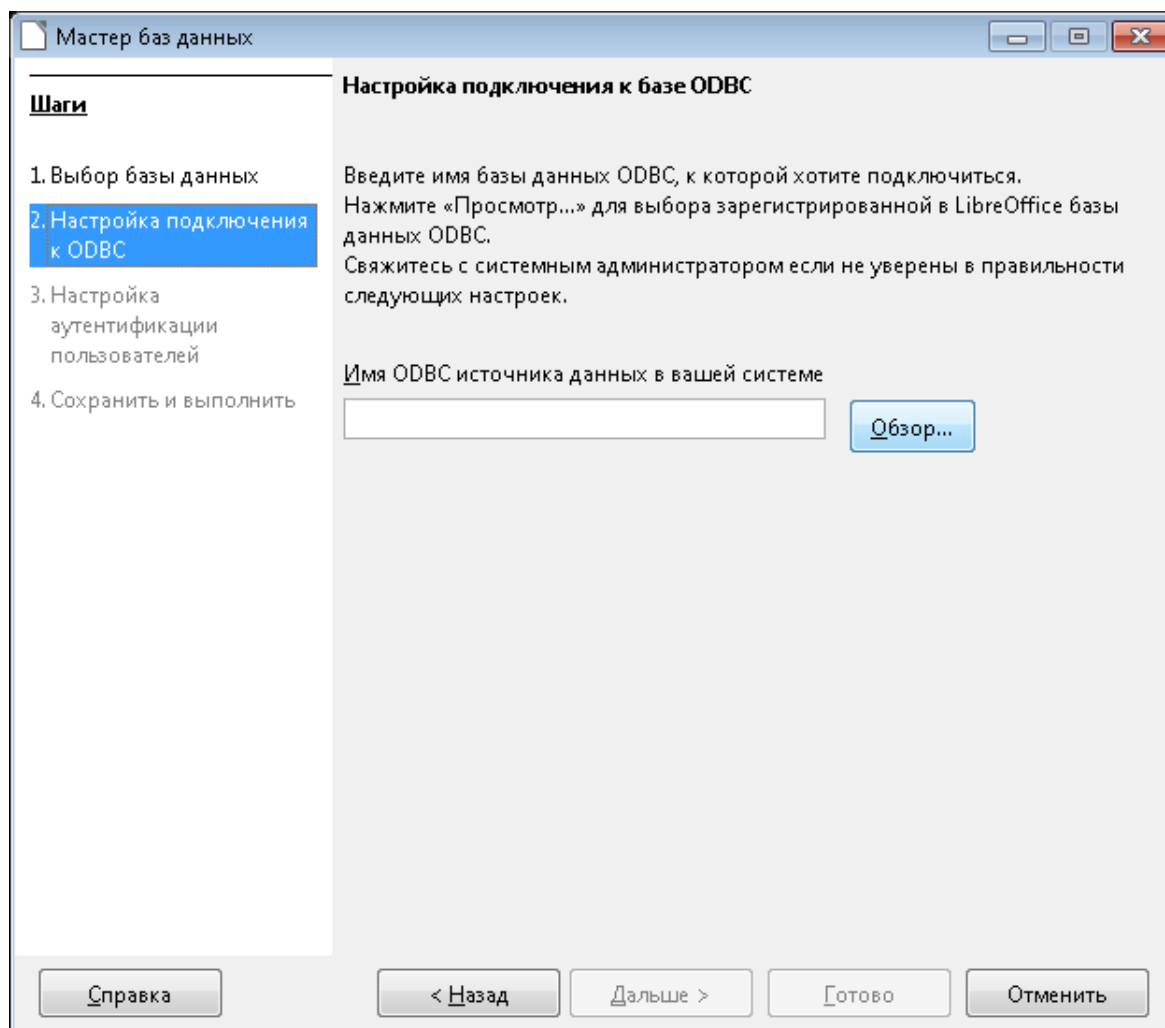 Мастер баз данных
Шаги
1. Выбор базы данных
2. Настройка подключения
к ODBC
3. Настройка
аутентификации
пользователей
4. Сохранить и выполнить
Настройка подключения к базе ODBC
Введите имя базы данных ODBC, к которой хотите подключиться.
Нажмите «Просмотр...» для выбора зарегистрированной в LibreOffice базы
данных ODBC.
Свяжитесь с системным администратором если не уверены в правильности
следующих настроек.
Имя ODBC источника данных в вашей системе
Обзор...
Справка
< Назад
Дальше >
Готово
Отменить